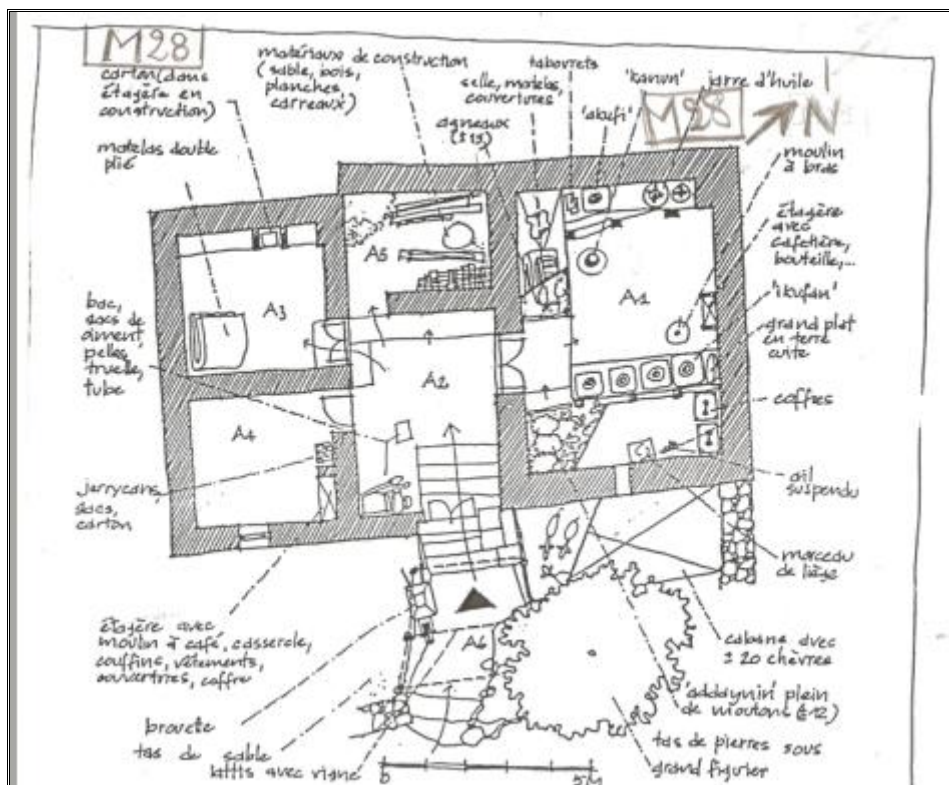 M28
carton (dans
étagère en
construction)
matelas double
plié
matériaux de construction
(sable, bois,
planches,
carreaux)
agneaux
(±15)
selle, matelas,
couvertures
tabourets
'kanun'
jarre d'huile
M28
N
moulin
à bras
étagère
avec
cafetière,
bouteille,...
'ikufan'
grand plat
en terre
cuite
coffres
ail
suspendu
morceau
de liège
cabane avec
± 20 chèvres
'addaynin' plein
de moutons (±12)
tas de pierres sous
grand figuier
A5
A1
A3
A2
A4
A6
bac,
sacs de
ciment,
pelles,
truelle,
tube
jerrycans,
sacs,
carton
étagère avec
moulin à café, casserole,
couffins, vêtements,
couvertures, coffre
brouette
tas de sable
lattis avec vigne
0
5M